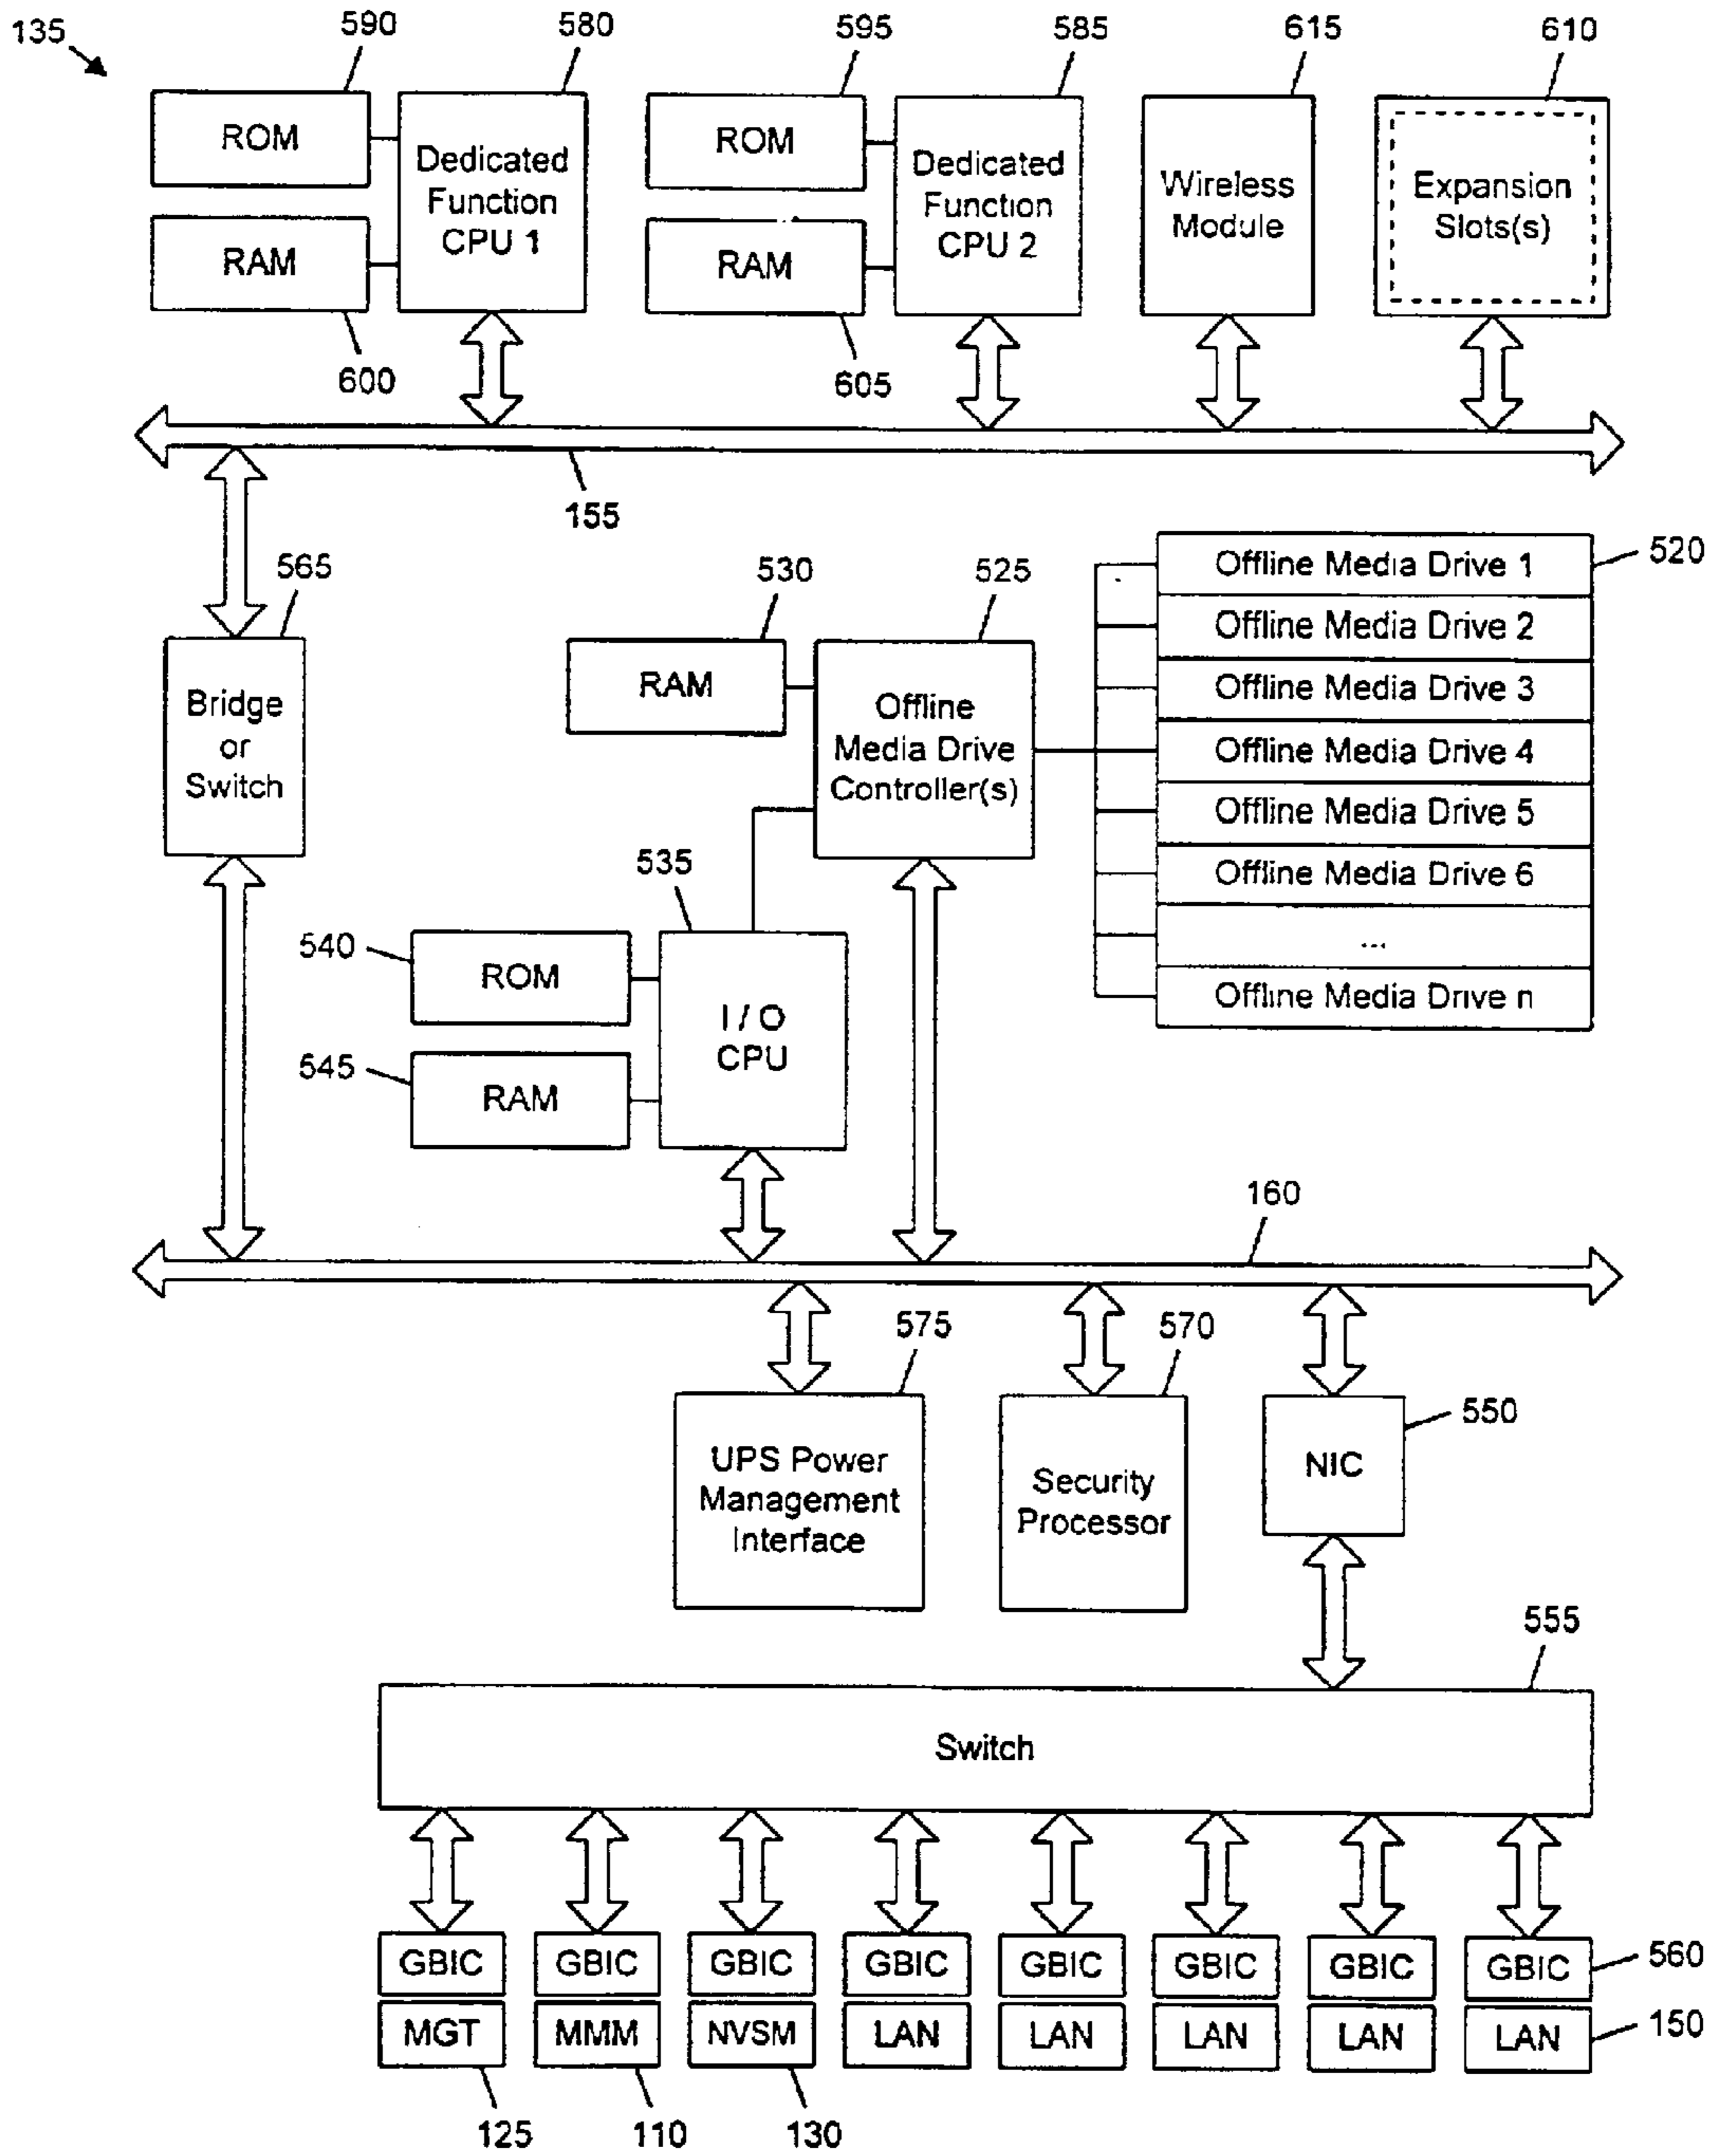 135
590
580
595
585
615
610
ROM
Dedicated
Function
CPU 1
RAM
600
ROM
Dedicated
Function
CPU 2
RAM
605
Wireless
Module
Expansion
Slots(s)
155
565
Bridge
or
Switch
530
RAM
525
Offline
Media Drive
Controller(s)
Offline Media Drive 1
520
Offline Media Drive 2
Offline Media Drive 3
Offline Media Drive 4
Offline Media Drive 5
Offline Media Drive 6
...
Offline Media Drive n
535
540
ROM
I / O
CPU
545
RAM
160
575
570
550
UPS Power
Management
Interface
Security
Processor
NIC
555
Switch
GBIC
GBIC
GBIC
GBIC
GBIC
GBIC
GBIC
GBIC
560
MGT
MMM
NVSM
LAN
LAN
LAN
LAN
LAN
150
125
110
130